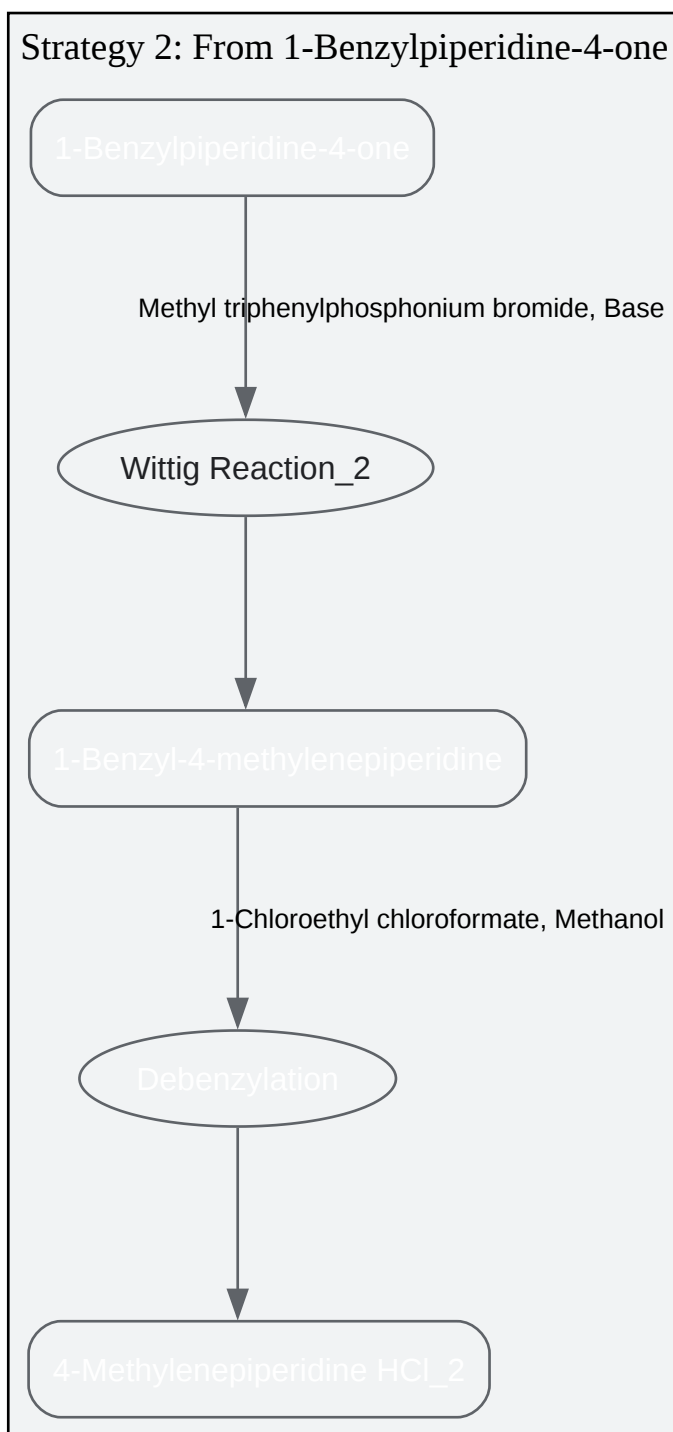 Strategy 2: From 1-Benzylpiperidine-4-one
1-Benzylpiperidine-4-one
Methyl triphenylphosphonium bromide, Base
Wittig Reaction_2
1-Benzyl-4-methylenepiperidine
1-Chloroethyl chloroformate, Methanol
Debenzylation
4-Methylenepiperidine HCl_2